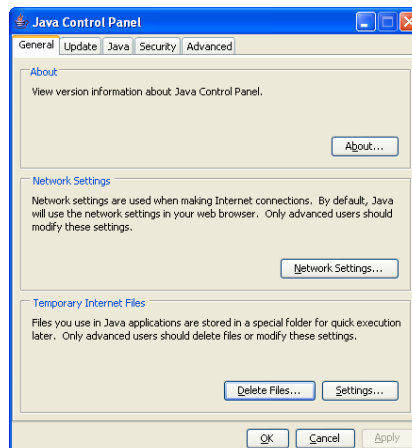 Java Control Panel
General Update Java Security Advanced
About
View version information about Java Control Panel.
About...
Network Settings
Network settings are used when making Internet connections. By default, Java
will use the network settings in your web browser. Only advanced users should
modify these settings.
Network Settings...
Temporary Internet Files
Files you use in Java applications are stored in a special folder for quick execution
later. Only advanced users should delete files or modify these settings.
Delete Files... Settings...
OK Cancel Apply